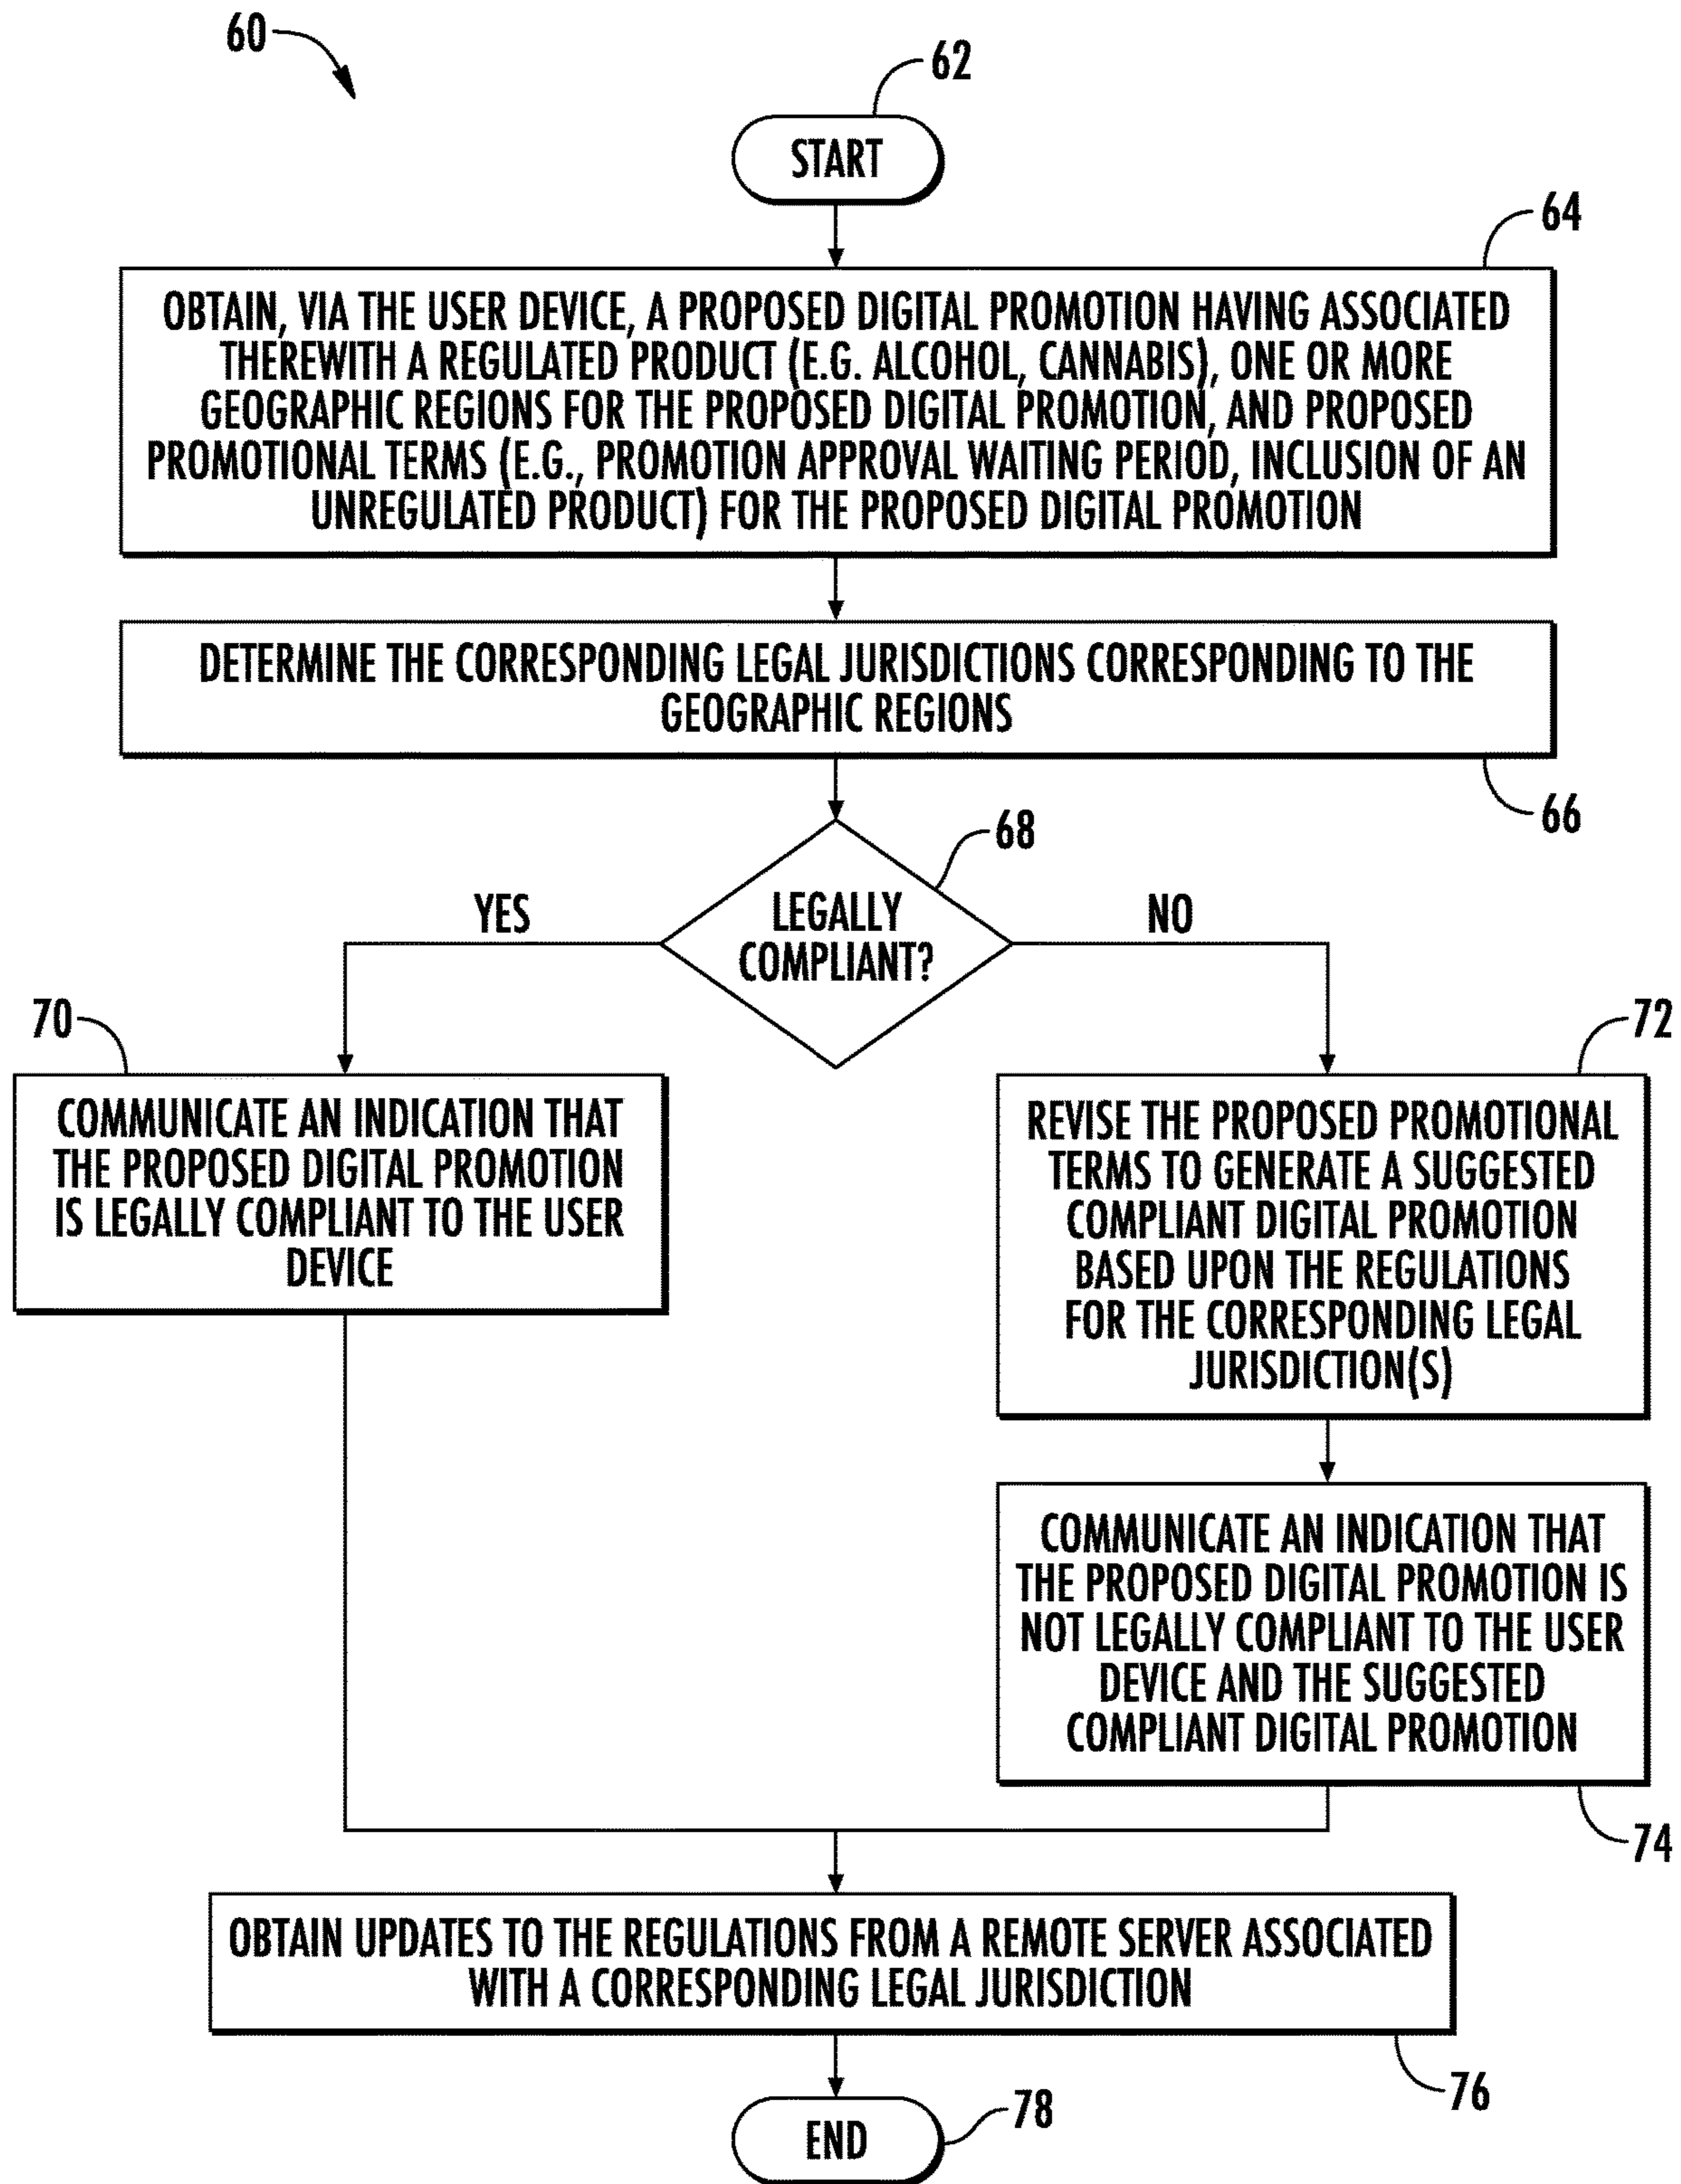 60
62
START
64
OBTAIN, VIA THE USER DEVICE, A PROPOSED DIGITAL PROMOTION HAVING ASSOCIATED
THEREWITH A REGULATED PRODUCT (E.G. ALCOHOL, CANNABIS), ONE OR MORE
GEOGRAPHIC REGIONS FOR THE PROPOSED DIGITAL PROMOTION, AND PROPOSED
PROMOTIONAL TERMS (E.G., PROMOTION APPROVAL WAITING PERIOD, INCLUSION OF AN
UNREGULATED PRODUCT) FOR THE PROPOSED DIGITAL PROMOTION
DETERMINE THE CORRESPONDING LEGAL JURISDICTIONS CORRESPONDING TO THE
GEOGRAPHIC REGIONS
66
68
LEGALLY
COMPLIANT?
YES
NO
70
COMMUNICATE AN INDICATION THAT
THE PROPOSED DIGITAL PROMOTION
IS LEGALLY COMPLIANT TO THE USER
DEVICE
72
REVISE THE PROPOSED PROMOTIONAL
TERMS TO GENERATE A SUGGESTED
COMPLIANT DIGITAL PROMOTION
BASED UPON THE REGULATIONS
FOR THE CORRESPONDING LEGAL
JURISDICTION(S)
COMMUNICATE AN INDICATION THAT
THE PROPOSED DIGITAL PROMOTION IS
NOT LEGALLY COMPLIANT TO THE USER
DEVICE AND THE SUGGESTED
COMPLIANT DIGITAL PROMOTION
74
OBTAIN UPDATES TO THE REGULATIONS FROM A REMOTE SERVER ASSOCIATED
WITH A CORRESPONDING LEGAL JURISDICTION
76
END
78